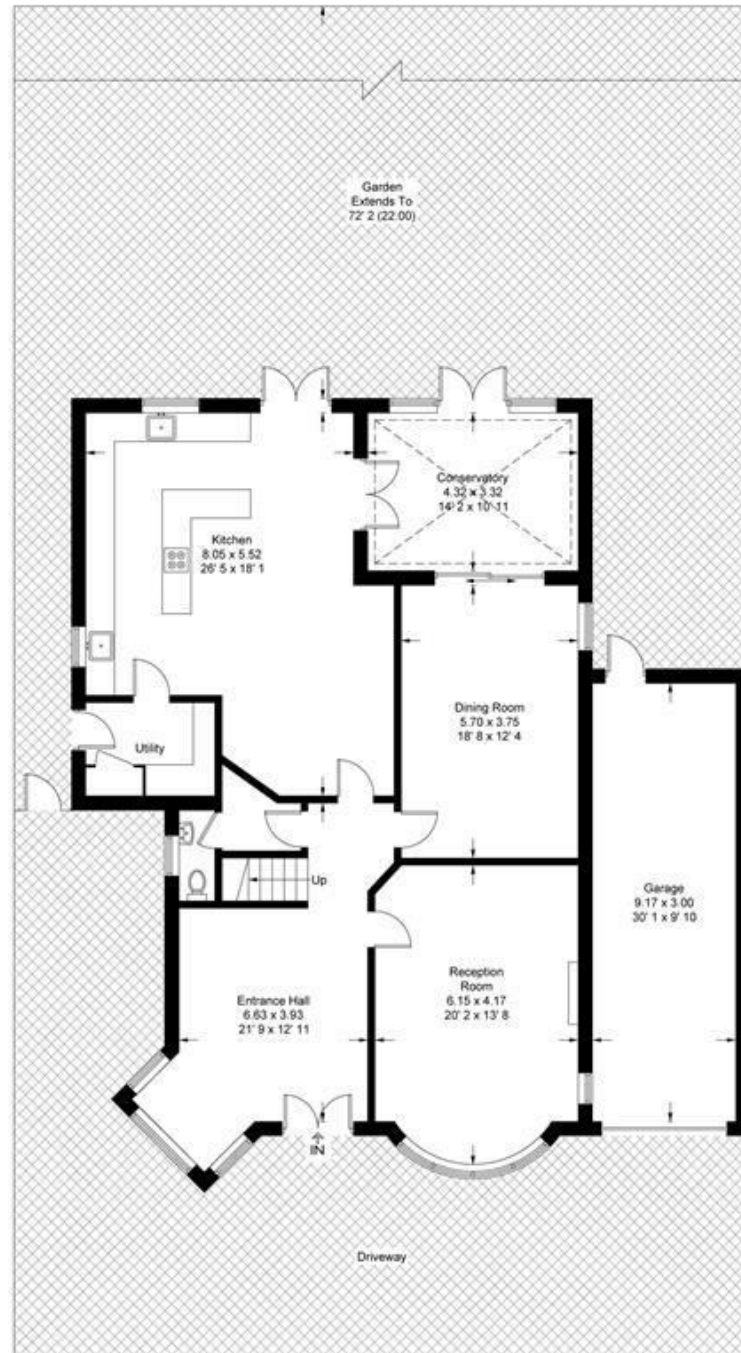 Garden
Extends To
72' 2 (22.00)
Conservatory
4.32 x 3.32
14' 2 x 10' 11
Kitchen
8.05 x 5.52
26' 5 x 18' 1
Dining Room
5.70 x 3.75
18' 8 x 12' 4
Utility
Up
Garage
9.17 x 3.00
30' 1 x 9' 10
Reception
Room
6.15 x 4.17
20' 2 x 13' 8
Entrance Hall
6.63 x 3.93
21' 9 x 12' 11
IN
Driveway